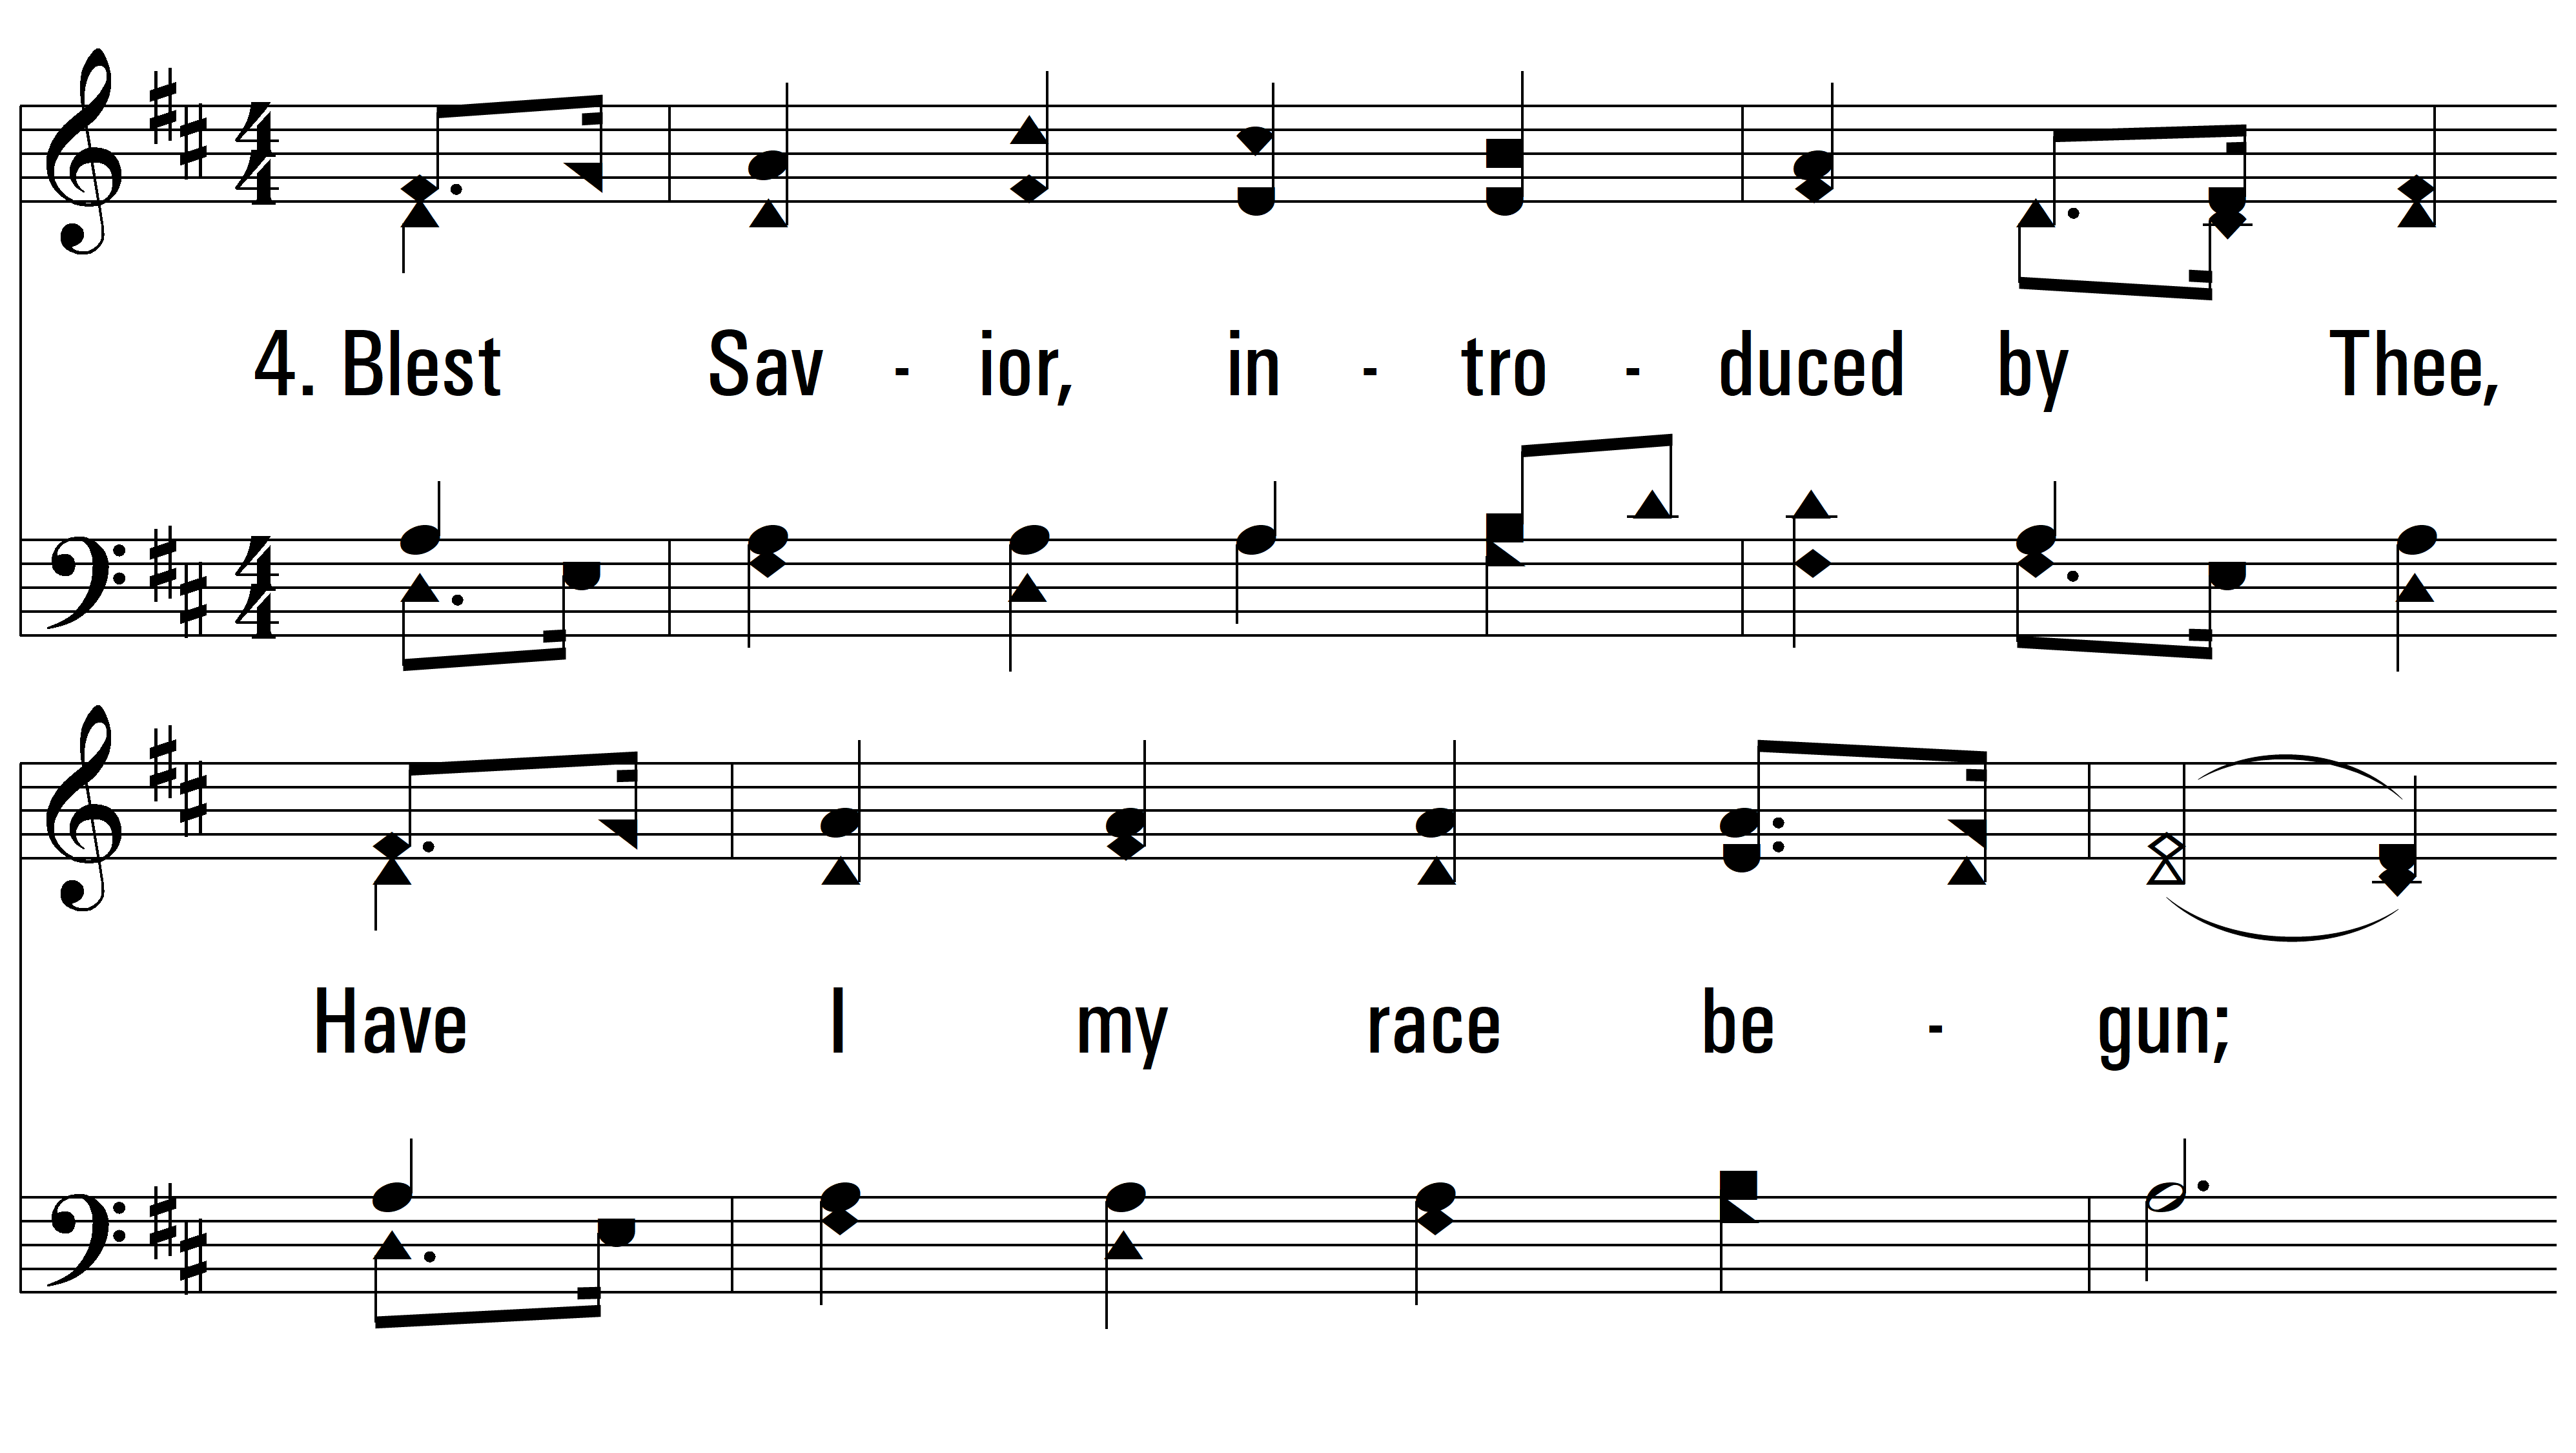 4. Blest Sav - ior, in - tro - duced by Thee,
Have I my race be - gun;